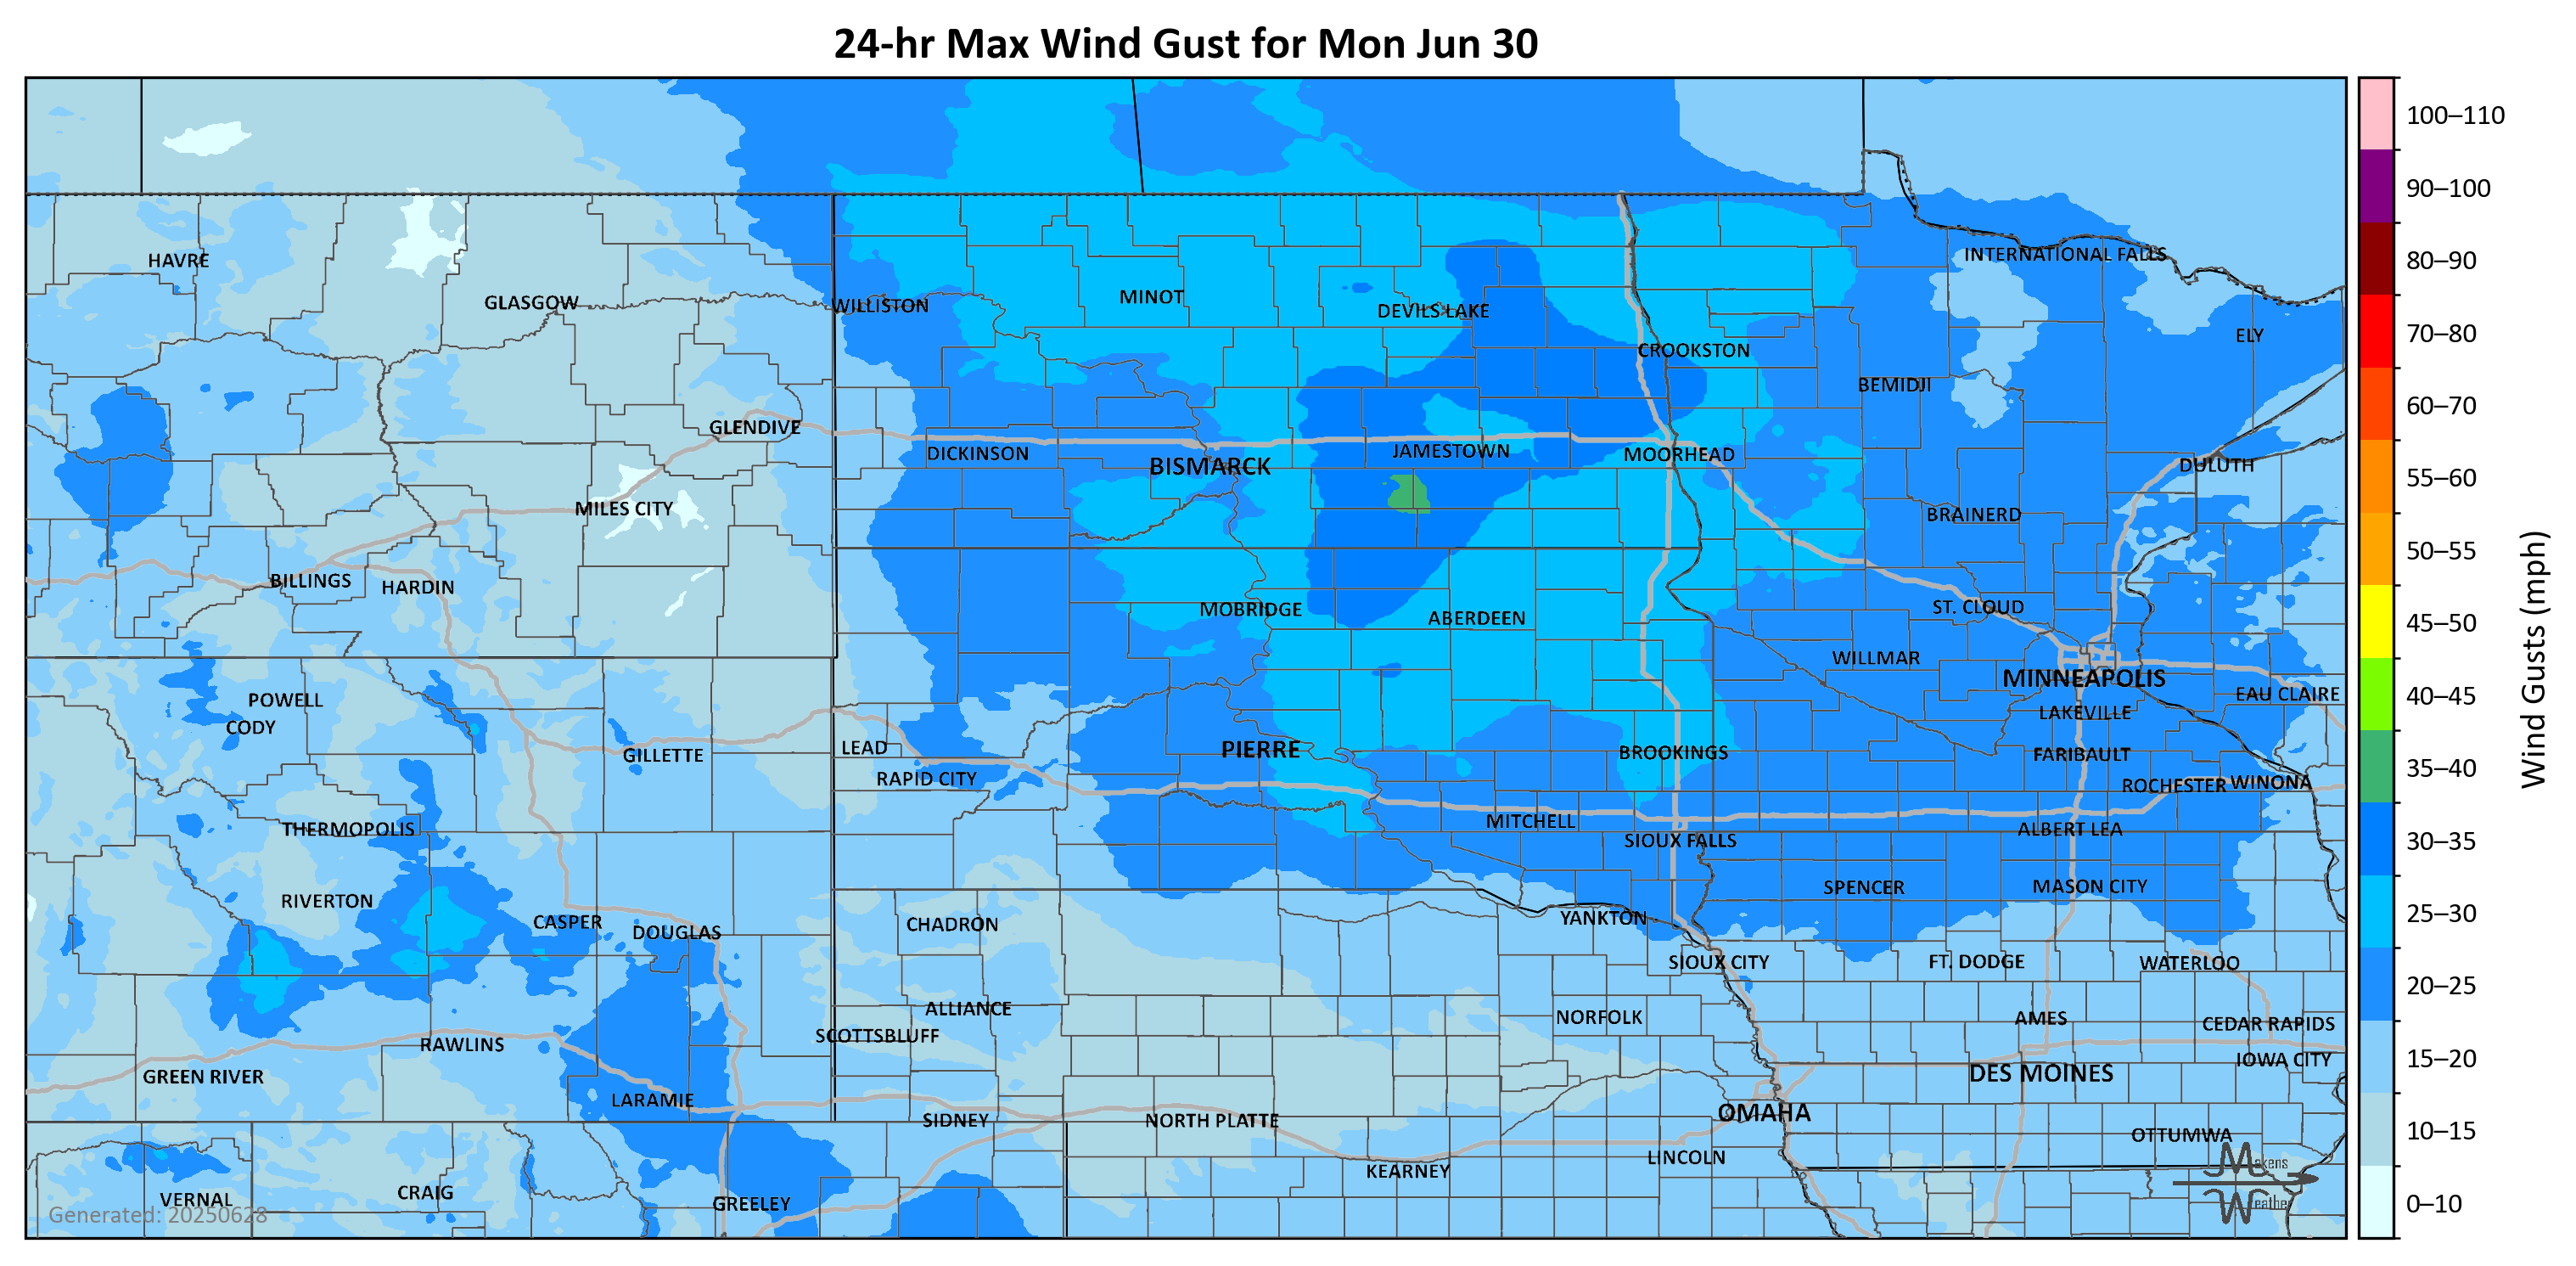 24-hr Max Wind Gust for Mon Jun 30
100–110
90–100
80–90
70–80
60–70
55–60
50–55
45–50
40–45
35–40
30–35
25–30
20–25
15–20
10–15
0–10
Wind Gusts (mph)
HAVRE
GLASGOW
WILLISTON
MINOT
DEVILS LAKE
INTERNATIONAL FALLS
ELY
CROOKSTON
BEMIDJI
GLENDIVE
DICKINSON
BISMARCK
JAMESTOWN
MOORHEAD
DULUTH
MILES CITY
BRAINERD
BILLINGS
HARDIN
MOBRIDGE
ABERDEEN
ST. CLOUD
WILLMAR
MINNEAPOLIS
EAU CLAIRE
POWELL
CODY
LAKEVILLE
GILLETTE
LEAD
PIERRE
BROOKINGS
FARIBAULT
RAPID CITY
ROCHESTER
WINONA
THERMOPOLIS
MITCHELL
SIOUX FALLS
ALBERT LEA
RIVERTON
SPENCER
MASON CITY
CASPER
DOUGLAS
CHADRON
YANKTON
SIOUX CITY
FT. DODGE
WATERLOO
ALLIANCE
NORFOLK
AMES
CEDAR RAPIDS
SCOTTSBLUFF
RAWLINS
IOWA CITY
GREEN RIVER
DES MOINES
LARAMIE
SIDNEY
NORTH PLATTE
OMAHA
OTTUMWA
KEARNEY
LINCOLN
VERNAL
CRAIG
GREELEY
Makens
Weather
Generated: 20250628